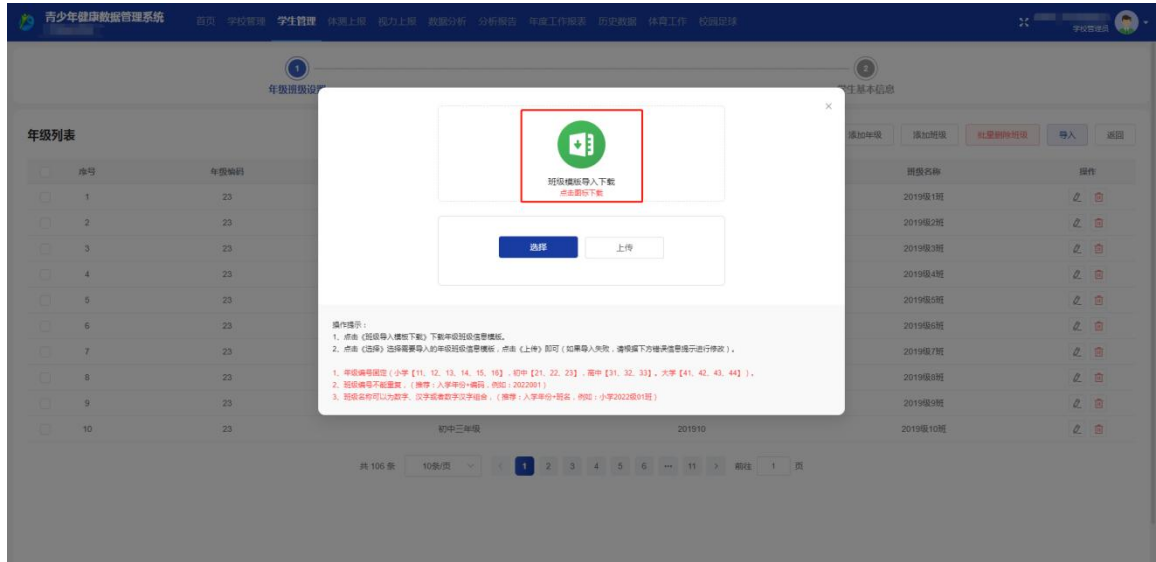 青少年健康数据管理系统
首页 学校管理 学生管理 体测上报 视力上报 数据分析 分析报告 年度工作报表 历史数据 体育工作 校园足球
学校管理员
1
2
年级班级设
学生基本信息
×
年级列表
添加年级 添加班级 批量删除班级 导入 返回
班级模版导入下载
点击图标下载
选择 上传
序号 年级编码 班级名称 操作
1 23 2019级1班
2 23 2019级2班
3 23 2019级3班
4 23 2019级4班
5 23 2019级5班
6 23 2019级6班
7 23 2019级7班
8 23 2019级8班
9 23 2019级9班
10 23 初中三年级 201910 2019级10班
操作提示：
1、点击《班级导入模板下载》下载年级班级信息模版。
2、点击《选择》选择需要导入的年级班级信息模版，点击《上传》即可（如果导入失败，请根据下方错误信息提示进行修改）。
1、年级编号固定（小学【11、12、13、14、15、16】，初中【21、22、23】，高中【31、32、33】。大学【41、42、43、44】）。
2、班级编号不能重复，（推荐：入学年份+编码，例如：2022001）
3、班级名称可以为数字、汉字或者数字汉字组合，（推荐：入学年份+班名，例如：小学2022级01班）
共 106 条 10条/页 < 1 2 3 4 5 6 ··· 11 > 前往 1 页